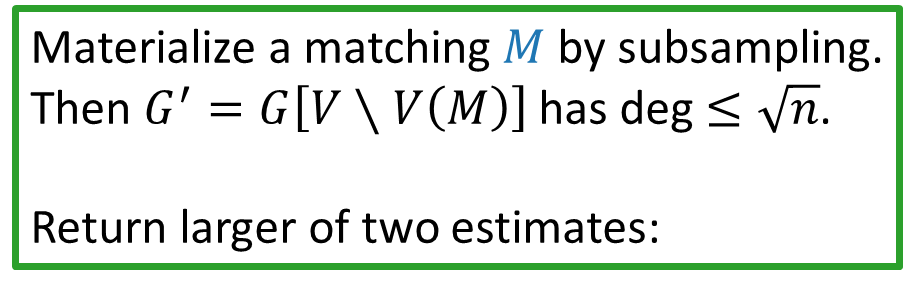 Materialize a matching M by subsampling.
Then G′ = G[V \ V(M)] has deg ≤ √n.
Return larger of two estimates: